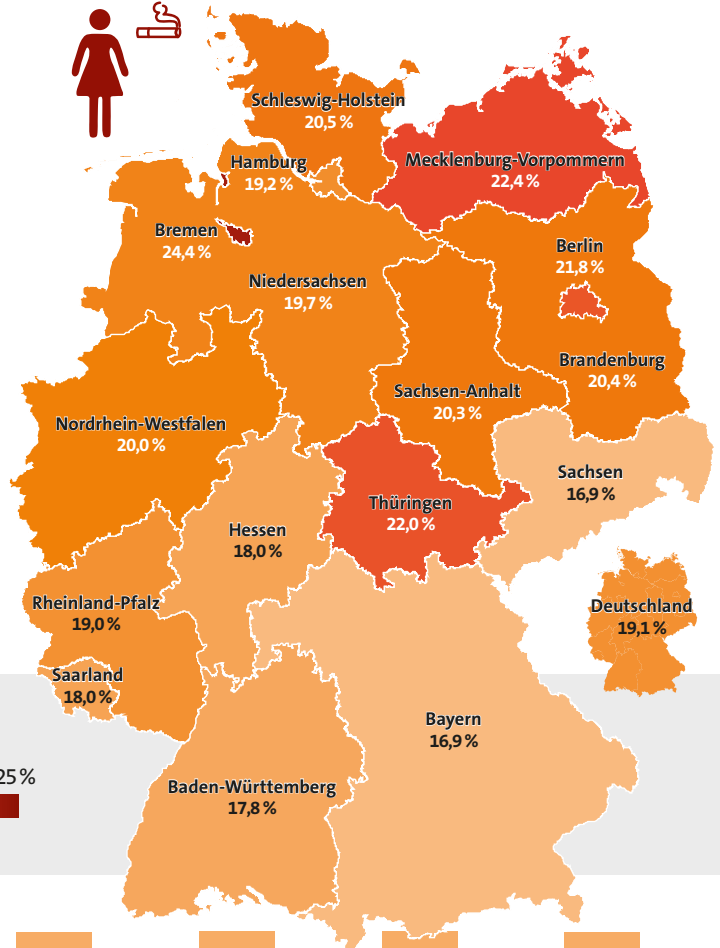 Schleswig-Holstein
20,5 %
Hamburg
19,2 %
Mecklenburg-Vorpommern
22,4 %
Bremen
24,4 %
Berlin
21,8 %
Niedersachsen
19,7 %
Brandenburg
20,4 %
Sachsen-Anhalt
20,3 %
Nordrhein-Westfalen
20,0 %
Sachsen
16,9 %
Thüringen
22,0 %
Hessen
18,0 %
Rheinland-Pfalz
19,0 %
Deutschland
19,1 %
Saarland
18,0 %
Bayern
16,9 %
25 %
Baden-Württemberg
17,8 %